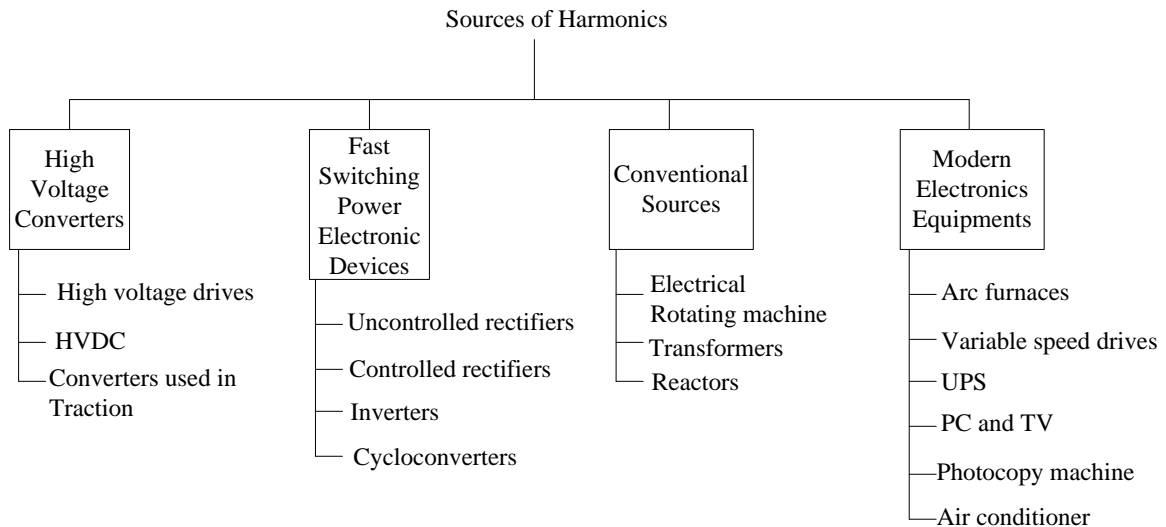 Sources of Harmonics
High
Voltage
Converters
High voltage drives
HVDC
Converters used in
Traction
Fast
Switching
Power
Electronic
Devices
Uncontrolled rectifiers
Controlled rectifiers
Inverters
Cycloconverters
Conventional
Sources
Electrical
Rotating machine
Transformers
Reactors
Modern
Electronics
Equipments
Arc furnaces
Variable speed drives
UPS
PC and TV
Photocopy machine
Air conditioner